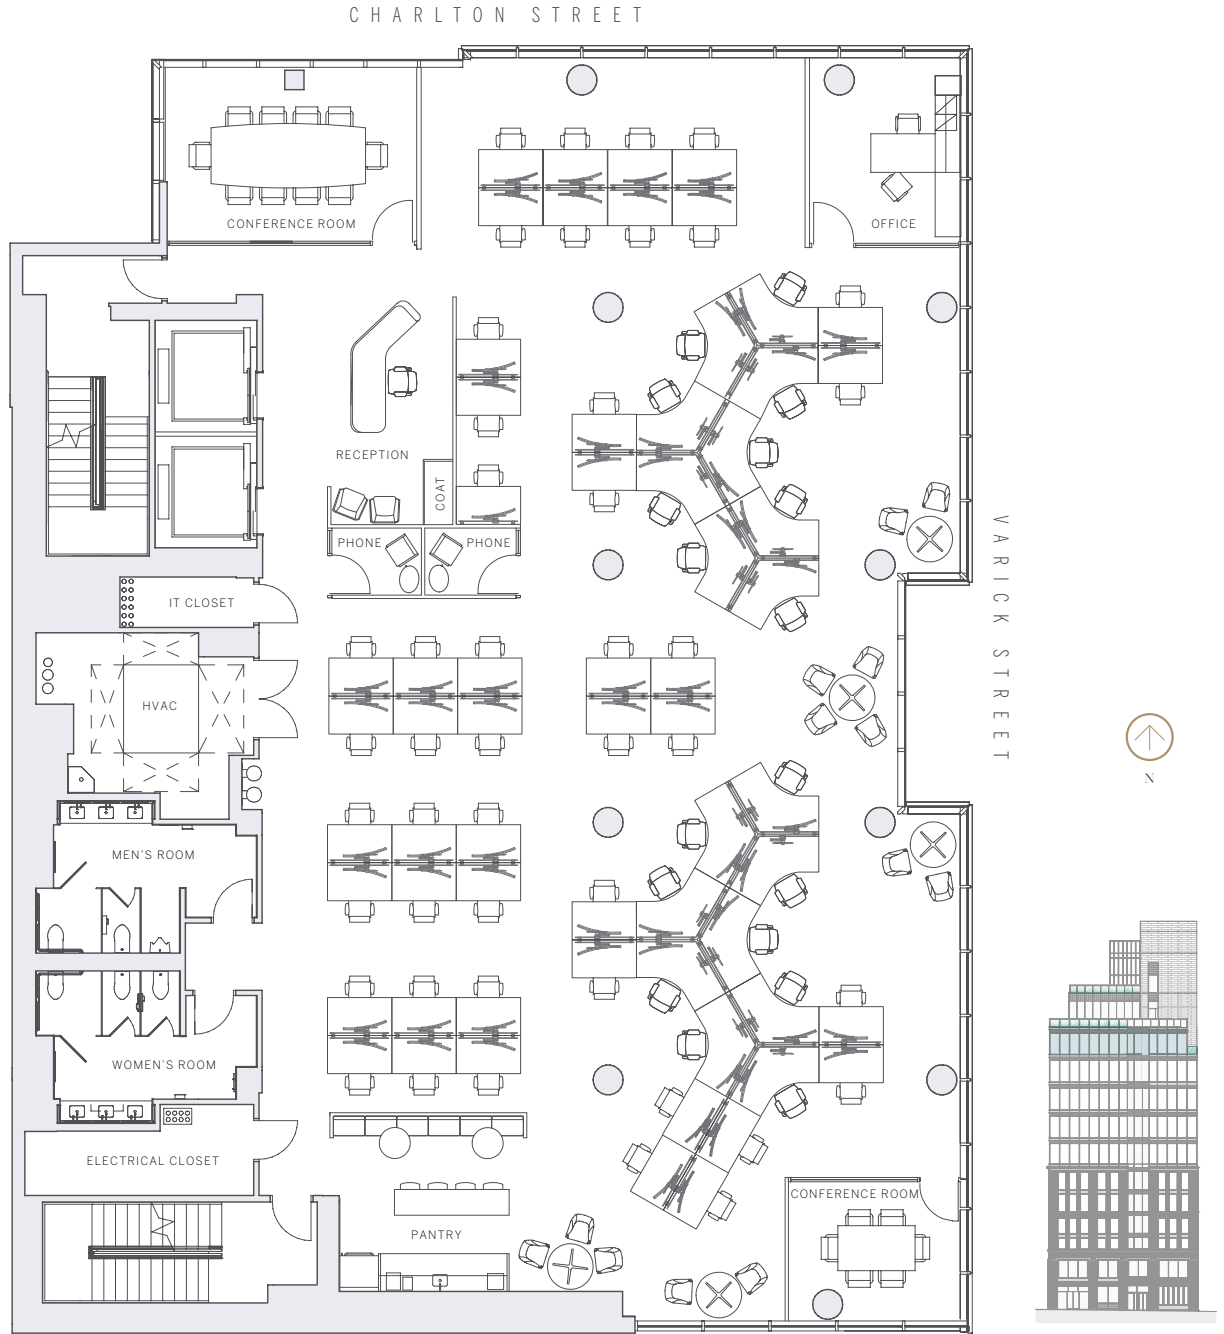 CHARLTON STREET
CONFERENCE ROOM
OFFICE
RECEPTION
COAT
PHONE
PHONE
VARICK STREET
IT CLOSET
HVAC
N
MEN'S ROOM
WOMEN'S ROOM
ELECTRICAL CLOSET
CONFERENCE ROOM
PANTRY